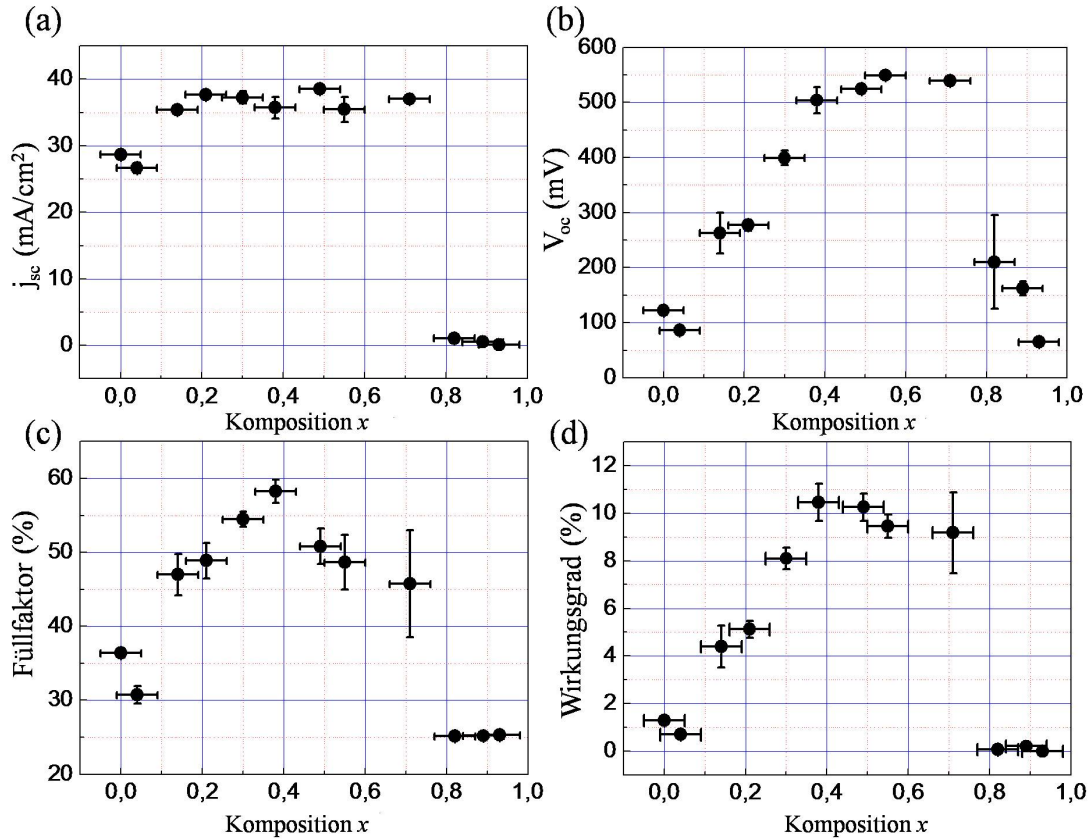 (a)
40
30
20
10
0
j_sc (mA/cm²)
0,0 0,2 0,4 0,6 0,8 1,0
Komposition x
(b)
600
500
400
300
200
100
0
V_oc (mV)
0,0 0,2 0,4 0,6 0,8 1,0
Komposition x
(c)
60
50
40
30
20
Füllfaktor (%)
0,0 0,2 0,4 0,6 0,8 1,0
Komposition x
(d)
12
10
8
6
4
2
0
Wirkungsgrad (%)
0,0 0,2 0,4 0,6 0,8 1,0
Komposition x